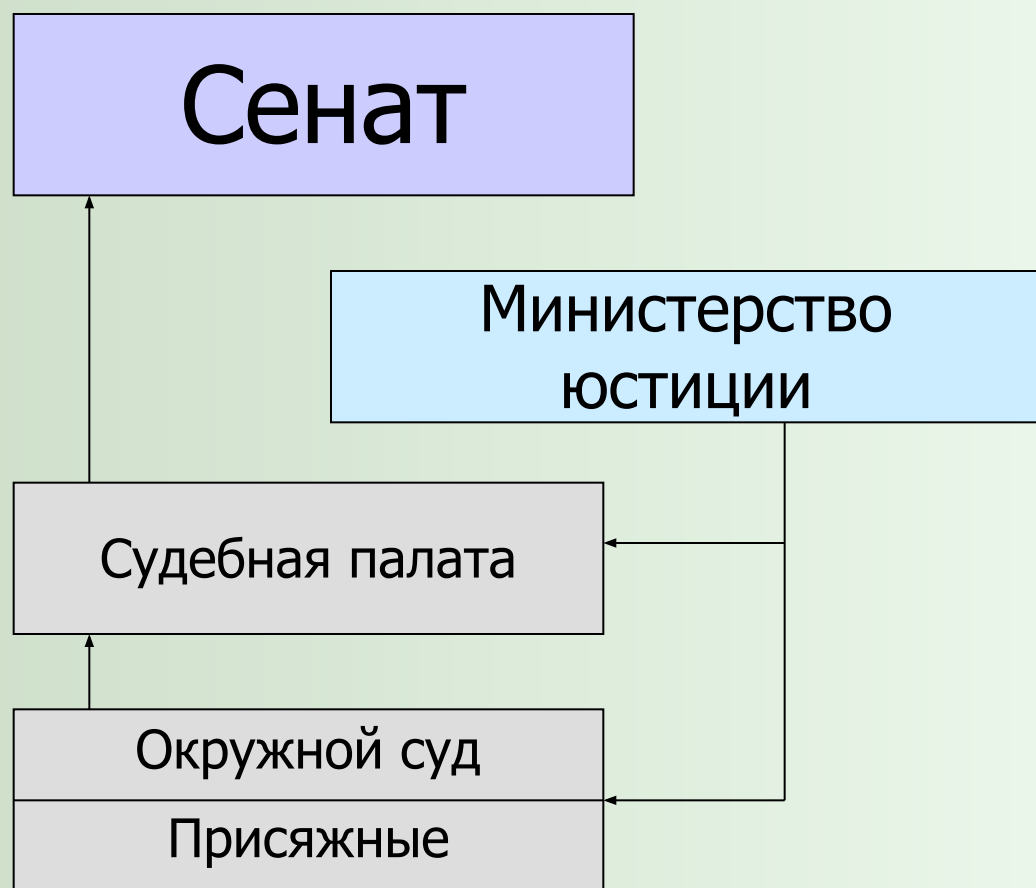 Сенат
Министерство
юстиции
Судебная палата
Окружной суд
Присяжные